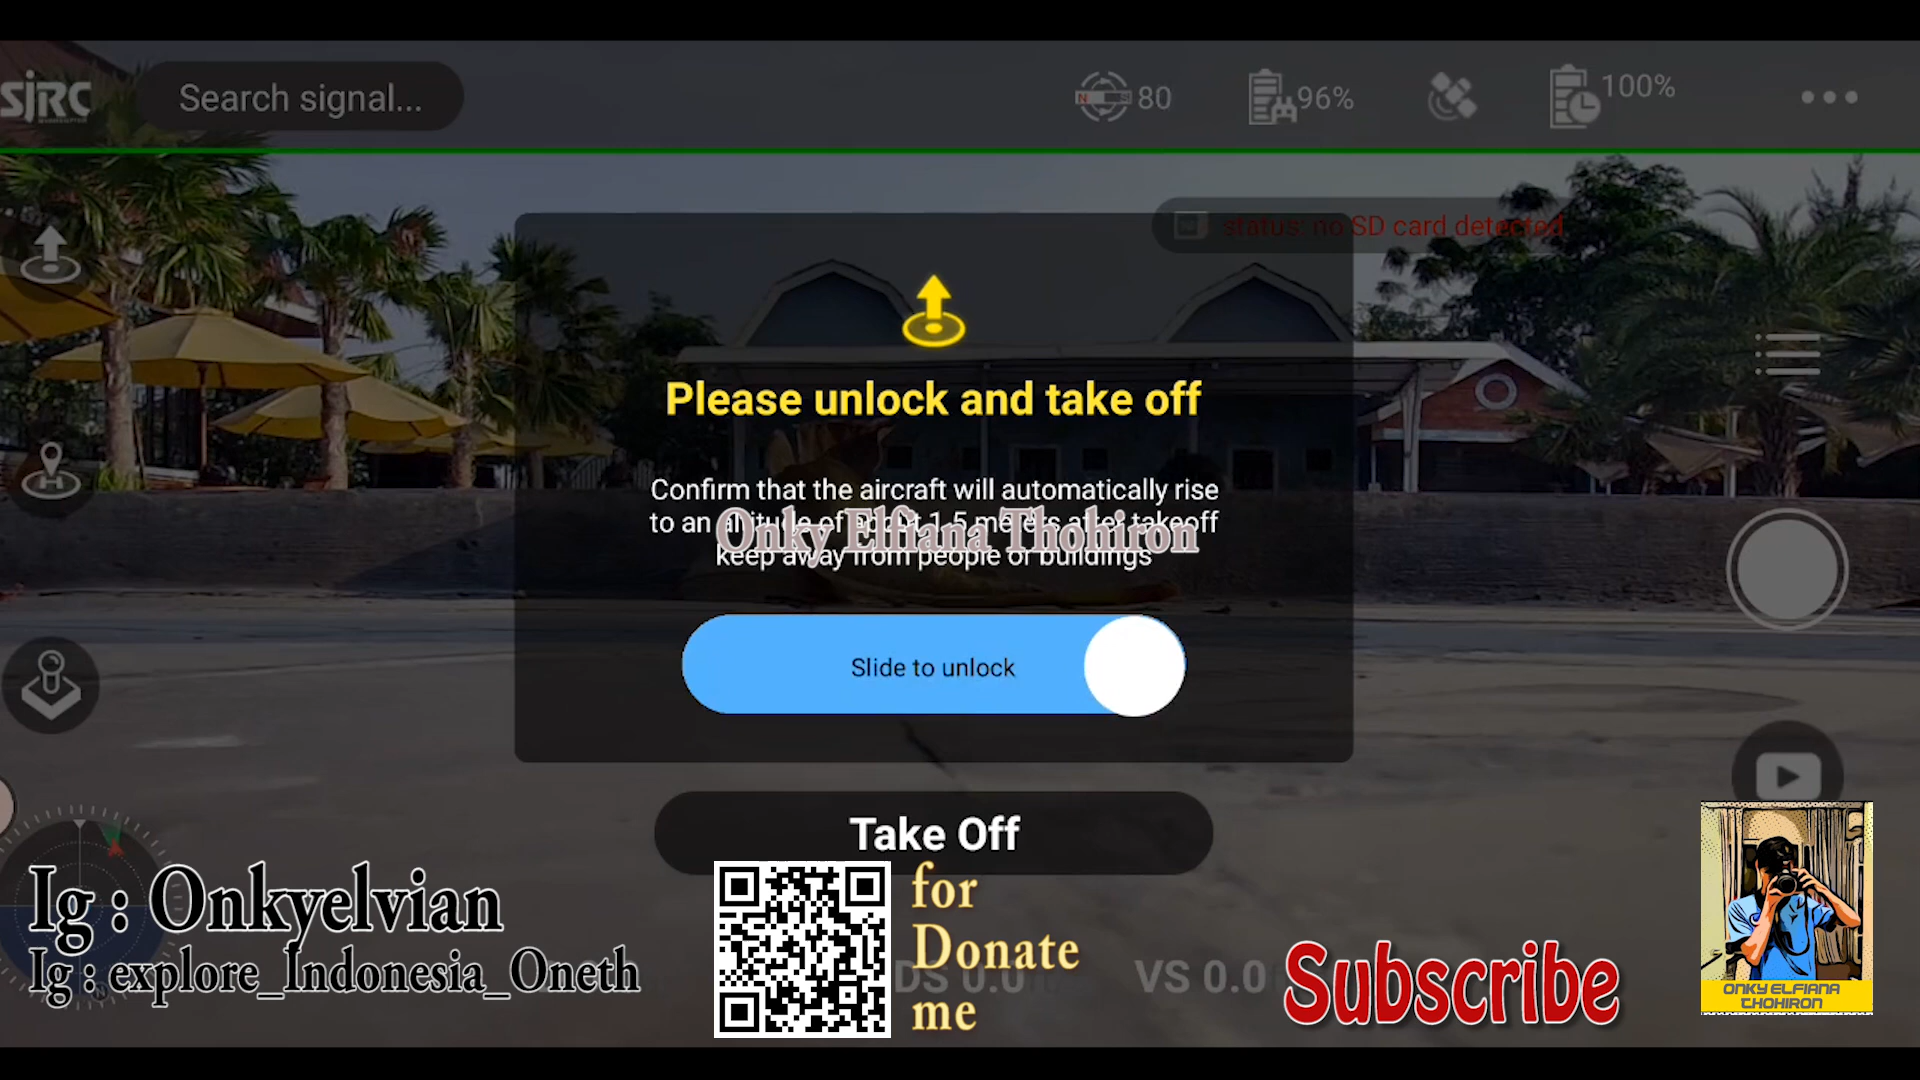 SJRC
Search signal...
80
96%
100%
status: no SD card detected
Please unlock and take off
Confirm that the aircraft will automatically rise
to an altitude of about 1.5 meters after takeoff
keep away from people or buildings
Onky Elfiana Thohiron
Slide to unlock
Take Off
Ig : Onkyelvian
Ig : explore_Indonesia_Oneth
for
Donate
me
DS 0.0
VS 0.0
Subscribe
ONKY ELFIANA
THOHIRON